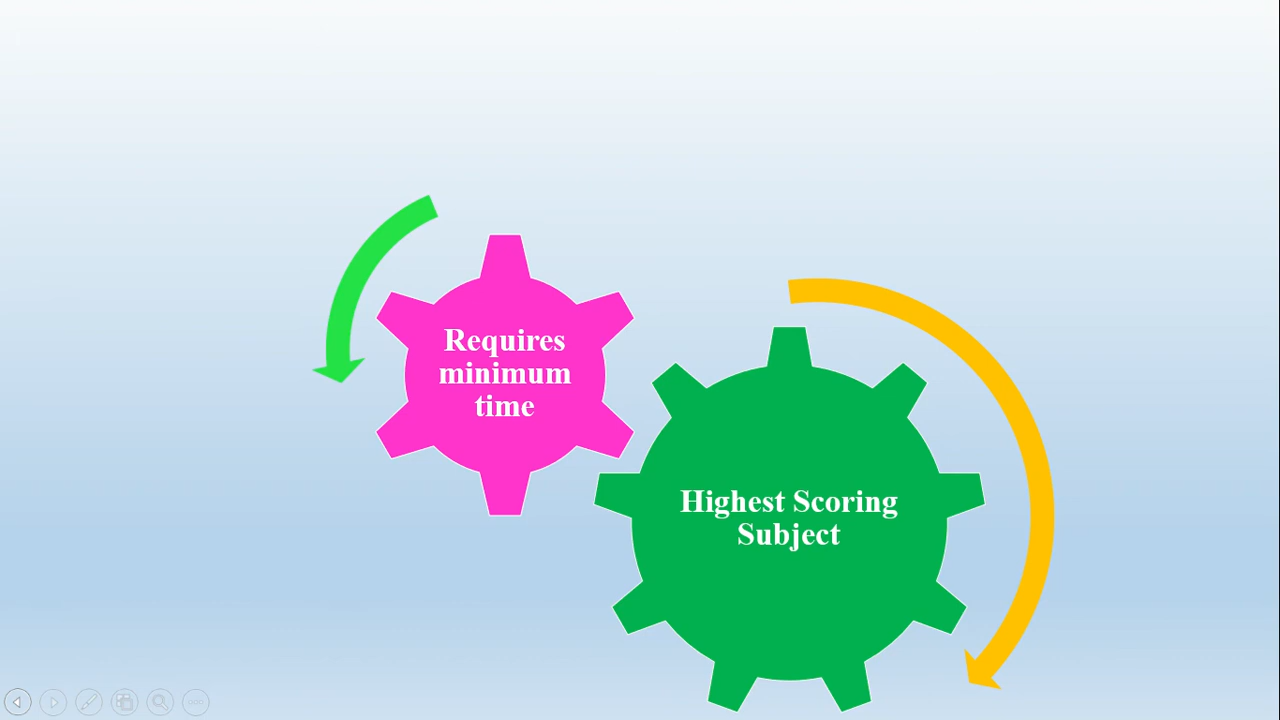 Requires
minimum
time
Highest Scoring
Subject